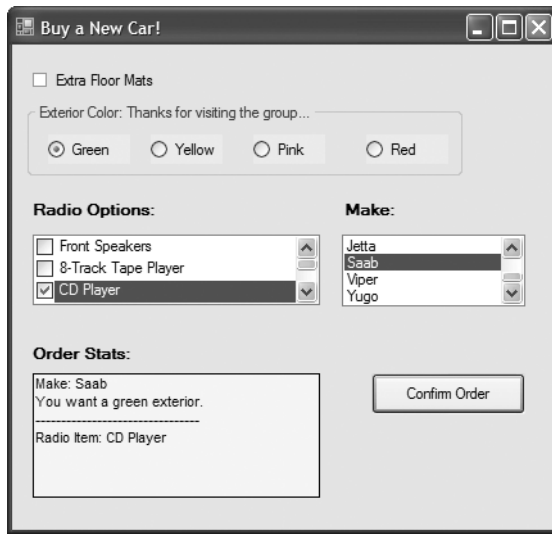 Buy a New Car!
Extra Floor Mats
Exterior Color: Thanks for visiting the group...
Green Yellow Pink Red
Radio Options:
Front Speakers
8-Track Tape Player
CD Player
Make:
Jetta
Saab
Viper
Yugo
Order Stats:
Make: Saab
You want a green exterior.
---------------------------------
Radio Item: CD Player
Confirm Order